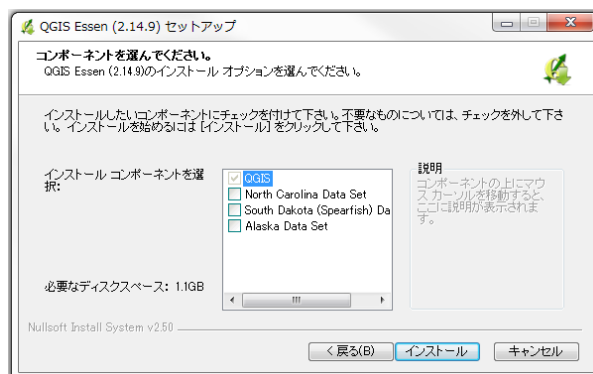 QGIS Essen (2.14.9) セットアップ
コンポーネントを選んでください。
QGIS Essen (2.14.9)のインストール オプションを選んでください。
インストールしたいコンポーネントにチェックを付けて下さい。不要なものについては、チェックを外して下さ
い。インストールを始めるには [インストール] をクリックして下さい。
インストール コンポーネントを選
択:
QGIS
North Carolina Data Set
South Dakota (Spearfish) Da
Alaska Data Set
説明
コンポーネントの上にマウ
ス カーソルを移動すると、
ここに説明が表示されま
す。
必要なディスクスペース: 1.1GB
Nullsoft Install System v2.50
< 戻る(B)
インストール
キャンセル